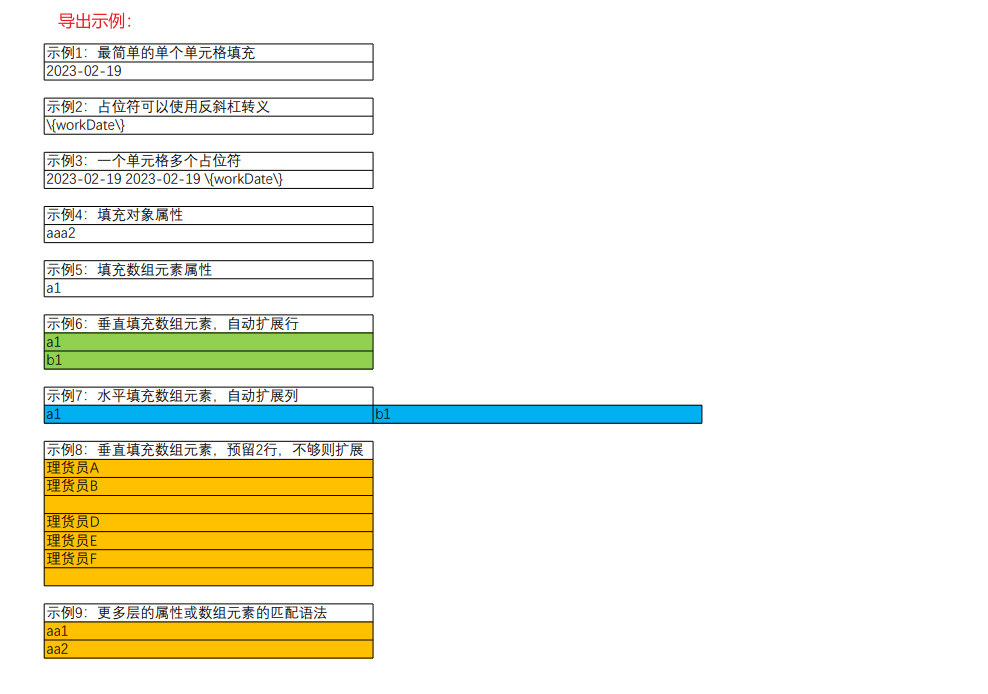 导出示例：
示例1：最简单的单个单元格填充
2023-02-19
示例2：占位符可以使用反斜杠转义
\{workDate\}
示例3：一个单元格多个占位符
2023-02-19 2023-02-19 \{workDate\}
示例4：填充对象属性
aaa2
示例5：填充数组元素属性
a1
示例6：垂直填充数组元素，自动扩展行
a1
b1
示例7：水平填充数组元素，自动扩展列
a1 b1
示例8：垂直填充数组元素，预留2行，不够则扩展
理货员A
理货员B
理货员D
理货员E
理货员F
示例9：更多层的属性或数组元素的匹配语法
aa1
aa2